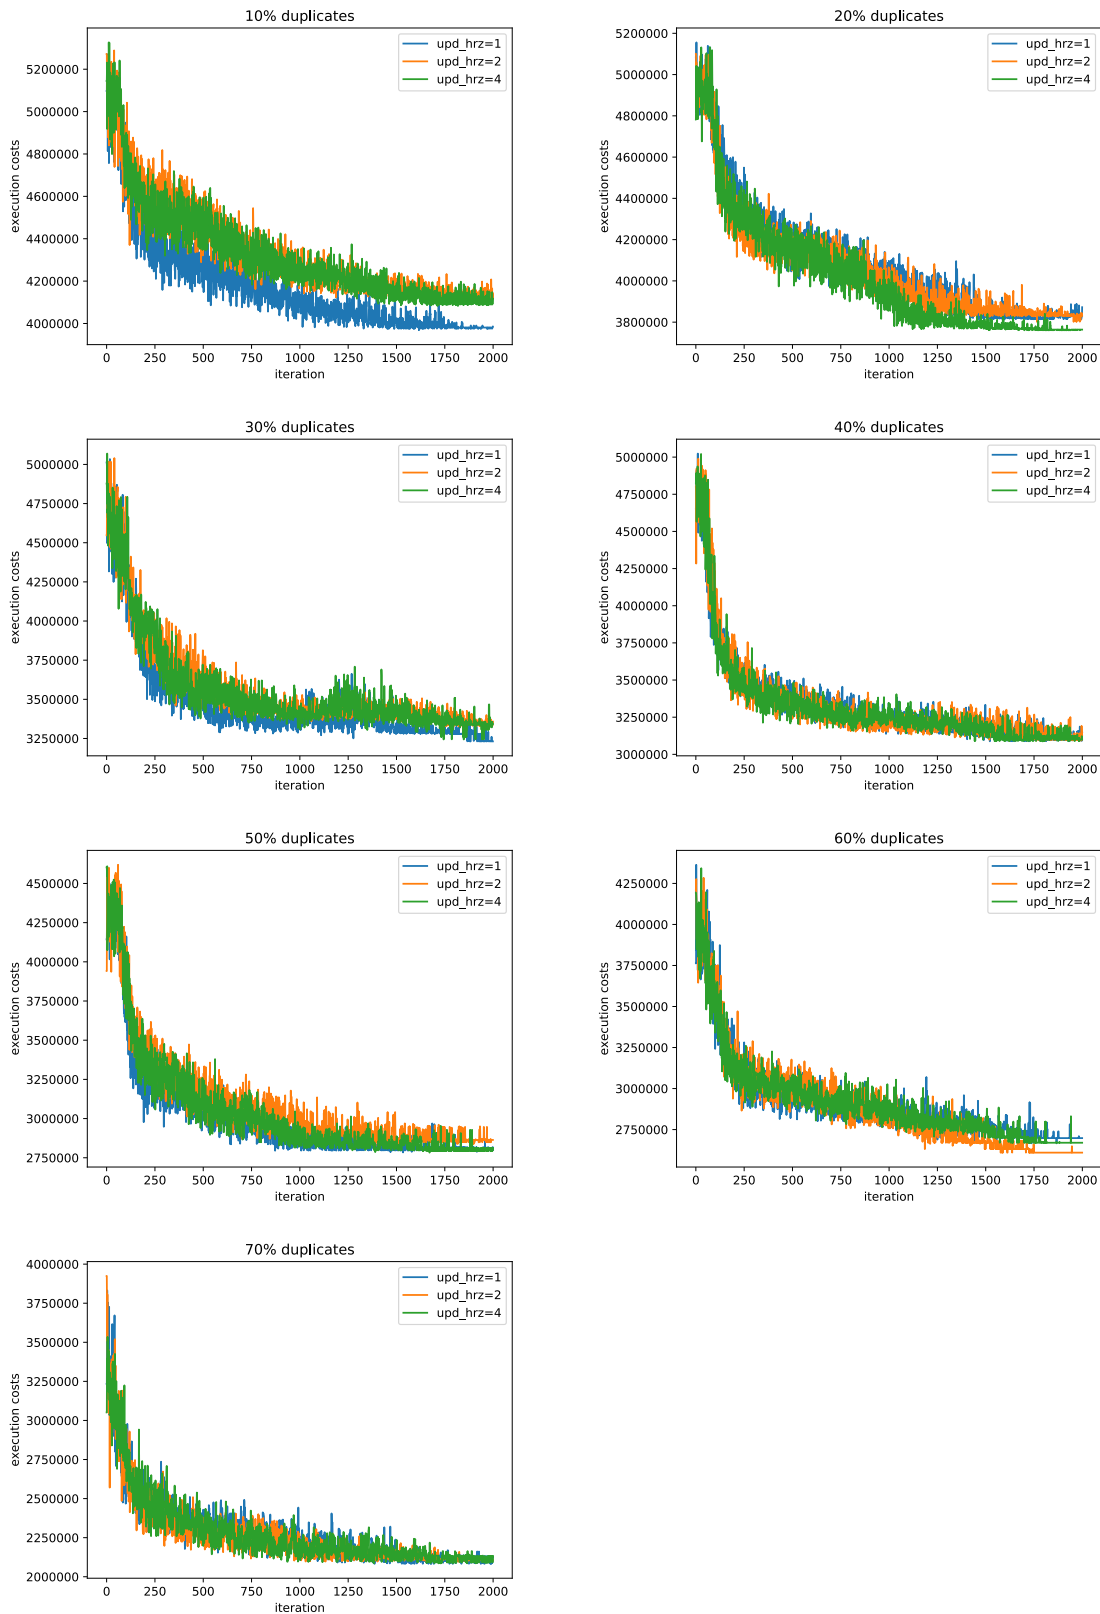 10% duplicates
execution costs
5200000
5000000
4800000
4600000
4400000
4200000
4000000
upd_hrz=1
upd_hrz=2
upd_hrz=4
0 250 500 750 1000 1250 1500 1750 2000
iteration
20% duplicates
execution costs
5200000
5000000
4800000
4600000
4400000
4200000
4000000
3800000
upd_hrz=1
upd_hrz=2
upd_hrz=4
0 250 500 750 1000 1250 1500 1750 2000
iteration
30% duplicates
execution costs
5000000
4750000
4500000
4250000
4000000
3750000
3500000
3250000
upd_hrz=1
upd_hrz=2
upd_hrz=4
0 250 500 750 1000 1250 1500 1750 2000
iteration
40% duplicates
execution costs
5000000
4750000
4500000
4250000
4000000
3750000
3500000
3250000
3000000
upd_hrz=1
upd_hrz=2
upd_hrz=4
0 250 500 750 1000 1250 1500 1750 2000
iteration
50% duplicates
execution costs
4500000
4250000
4000000
3750000
3500000
3250000
3000000
2750000
upd_hrz=1
upd_hrz=2
upd_hrz=4
0 250 500 750 1000 1250 1500 1750 2000
iteration
60% duplicates
execution costs
4250000
4000000
3750000
3500000
3250000
3000000
2750000
upd_hrz=1
upd_hrz=2
upd_hrz=4
0 250 500 750 1000 1250 1500 1750 2000
iteration
70% duplicates
execution costs
4000000
3750000
3500000
3250000
3000000
2750000
2500000
2250000
2000000
upd_hrz=1
upd_hrz=2
upd_hrz=4
0 250 500 750 1000 1250 1500 1750 2000
iteration